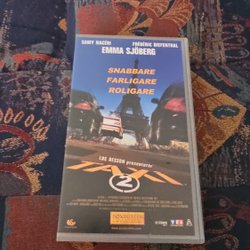 SAMY NACERI FRÉDÉRIC DIEFENTHAL
EMMA SJÖBERG
SNABBARE
FARLIGARE
ROLIGARE
LUC BESSON presenterar
TAXI
2